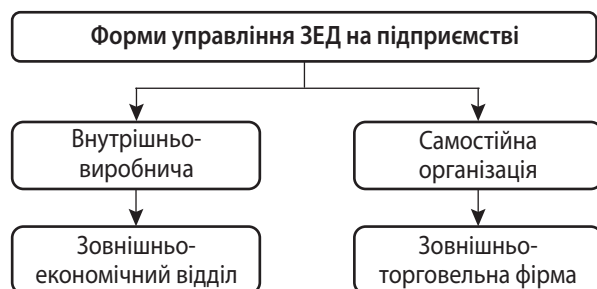 Форми управління ЗЕД на підприємстві
Внутрішньо-
виробнича
Самостійна
організація
Зовнішньо-
економічний відділ
Зовнішньо-
торговельна фірма